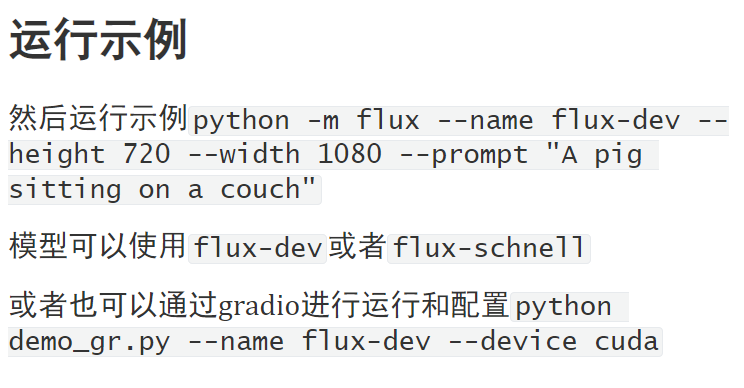 运行示例
然后运行示例python -m flux --name flux-dev --
height 720 --width 1080 --prompt "A pig
sitting on a couch"
模型可以使用flux-dev或者flux-schnell
或者也可以通过gradio进行运行和配置python
demo_gr.py --name flux-dev --device cuda